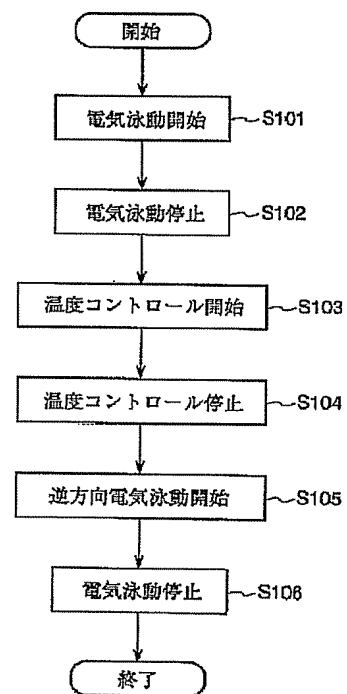 開始
電気泳動開始 S101
電気泳動停止 S102
温度コントロール開始 S103
温度コントロール停止 S104
逆方向電気泳動開始 S105
電気泳動停止 S106
終了